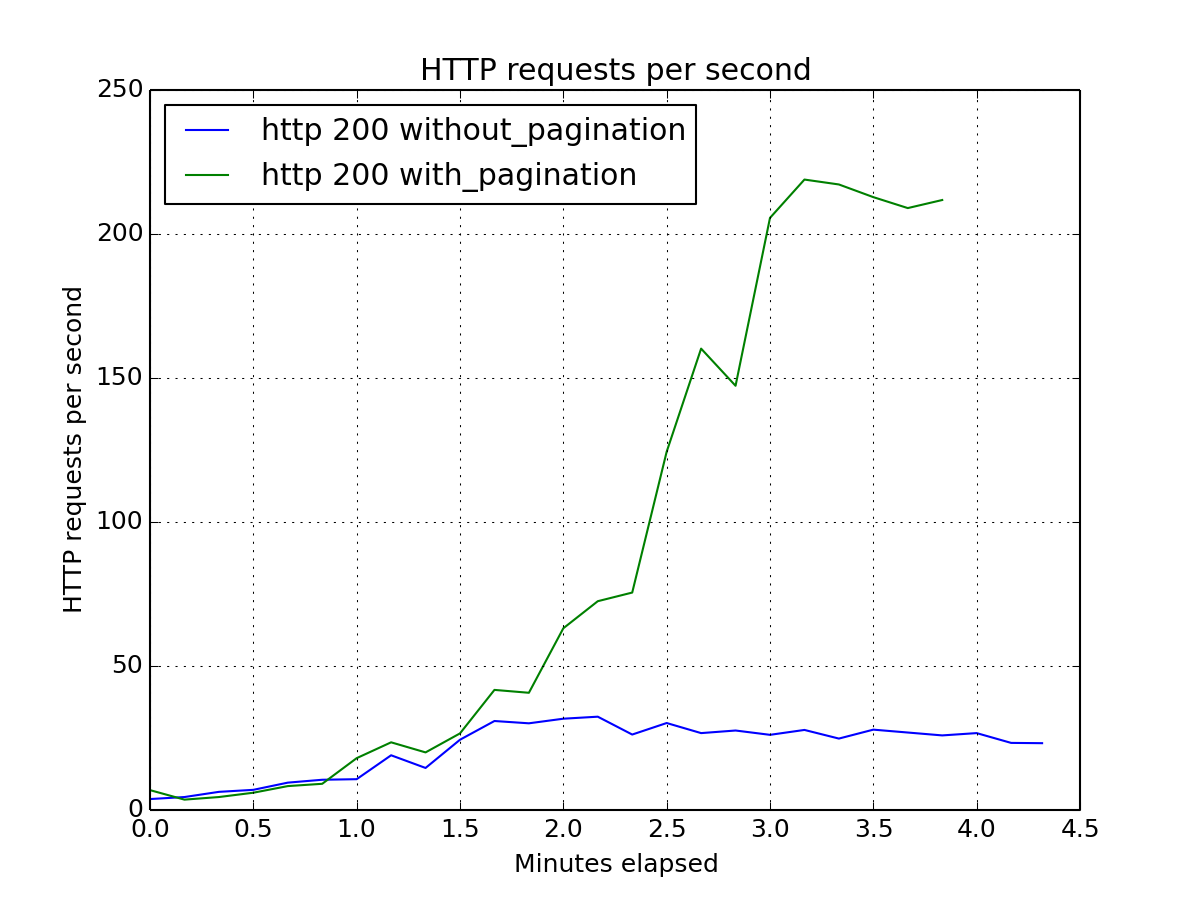 HTTP requests per second
http 200 without_pagination
http 200 with_pagination
HTTP requests per second
250
200
150
100
50
0
0.0 0.5 1.0 1.5 2.0 2.5 3.0 3.5 4.0 4.5
Minutes elapsed